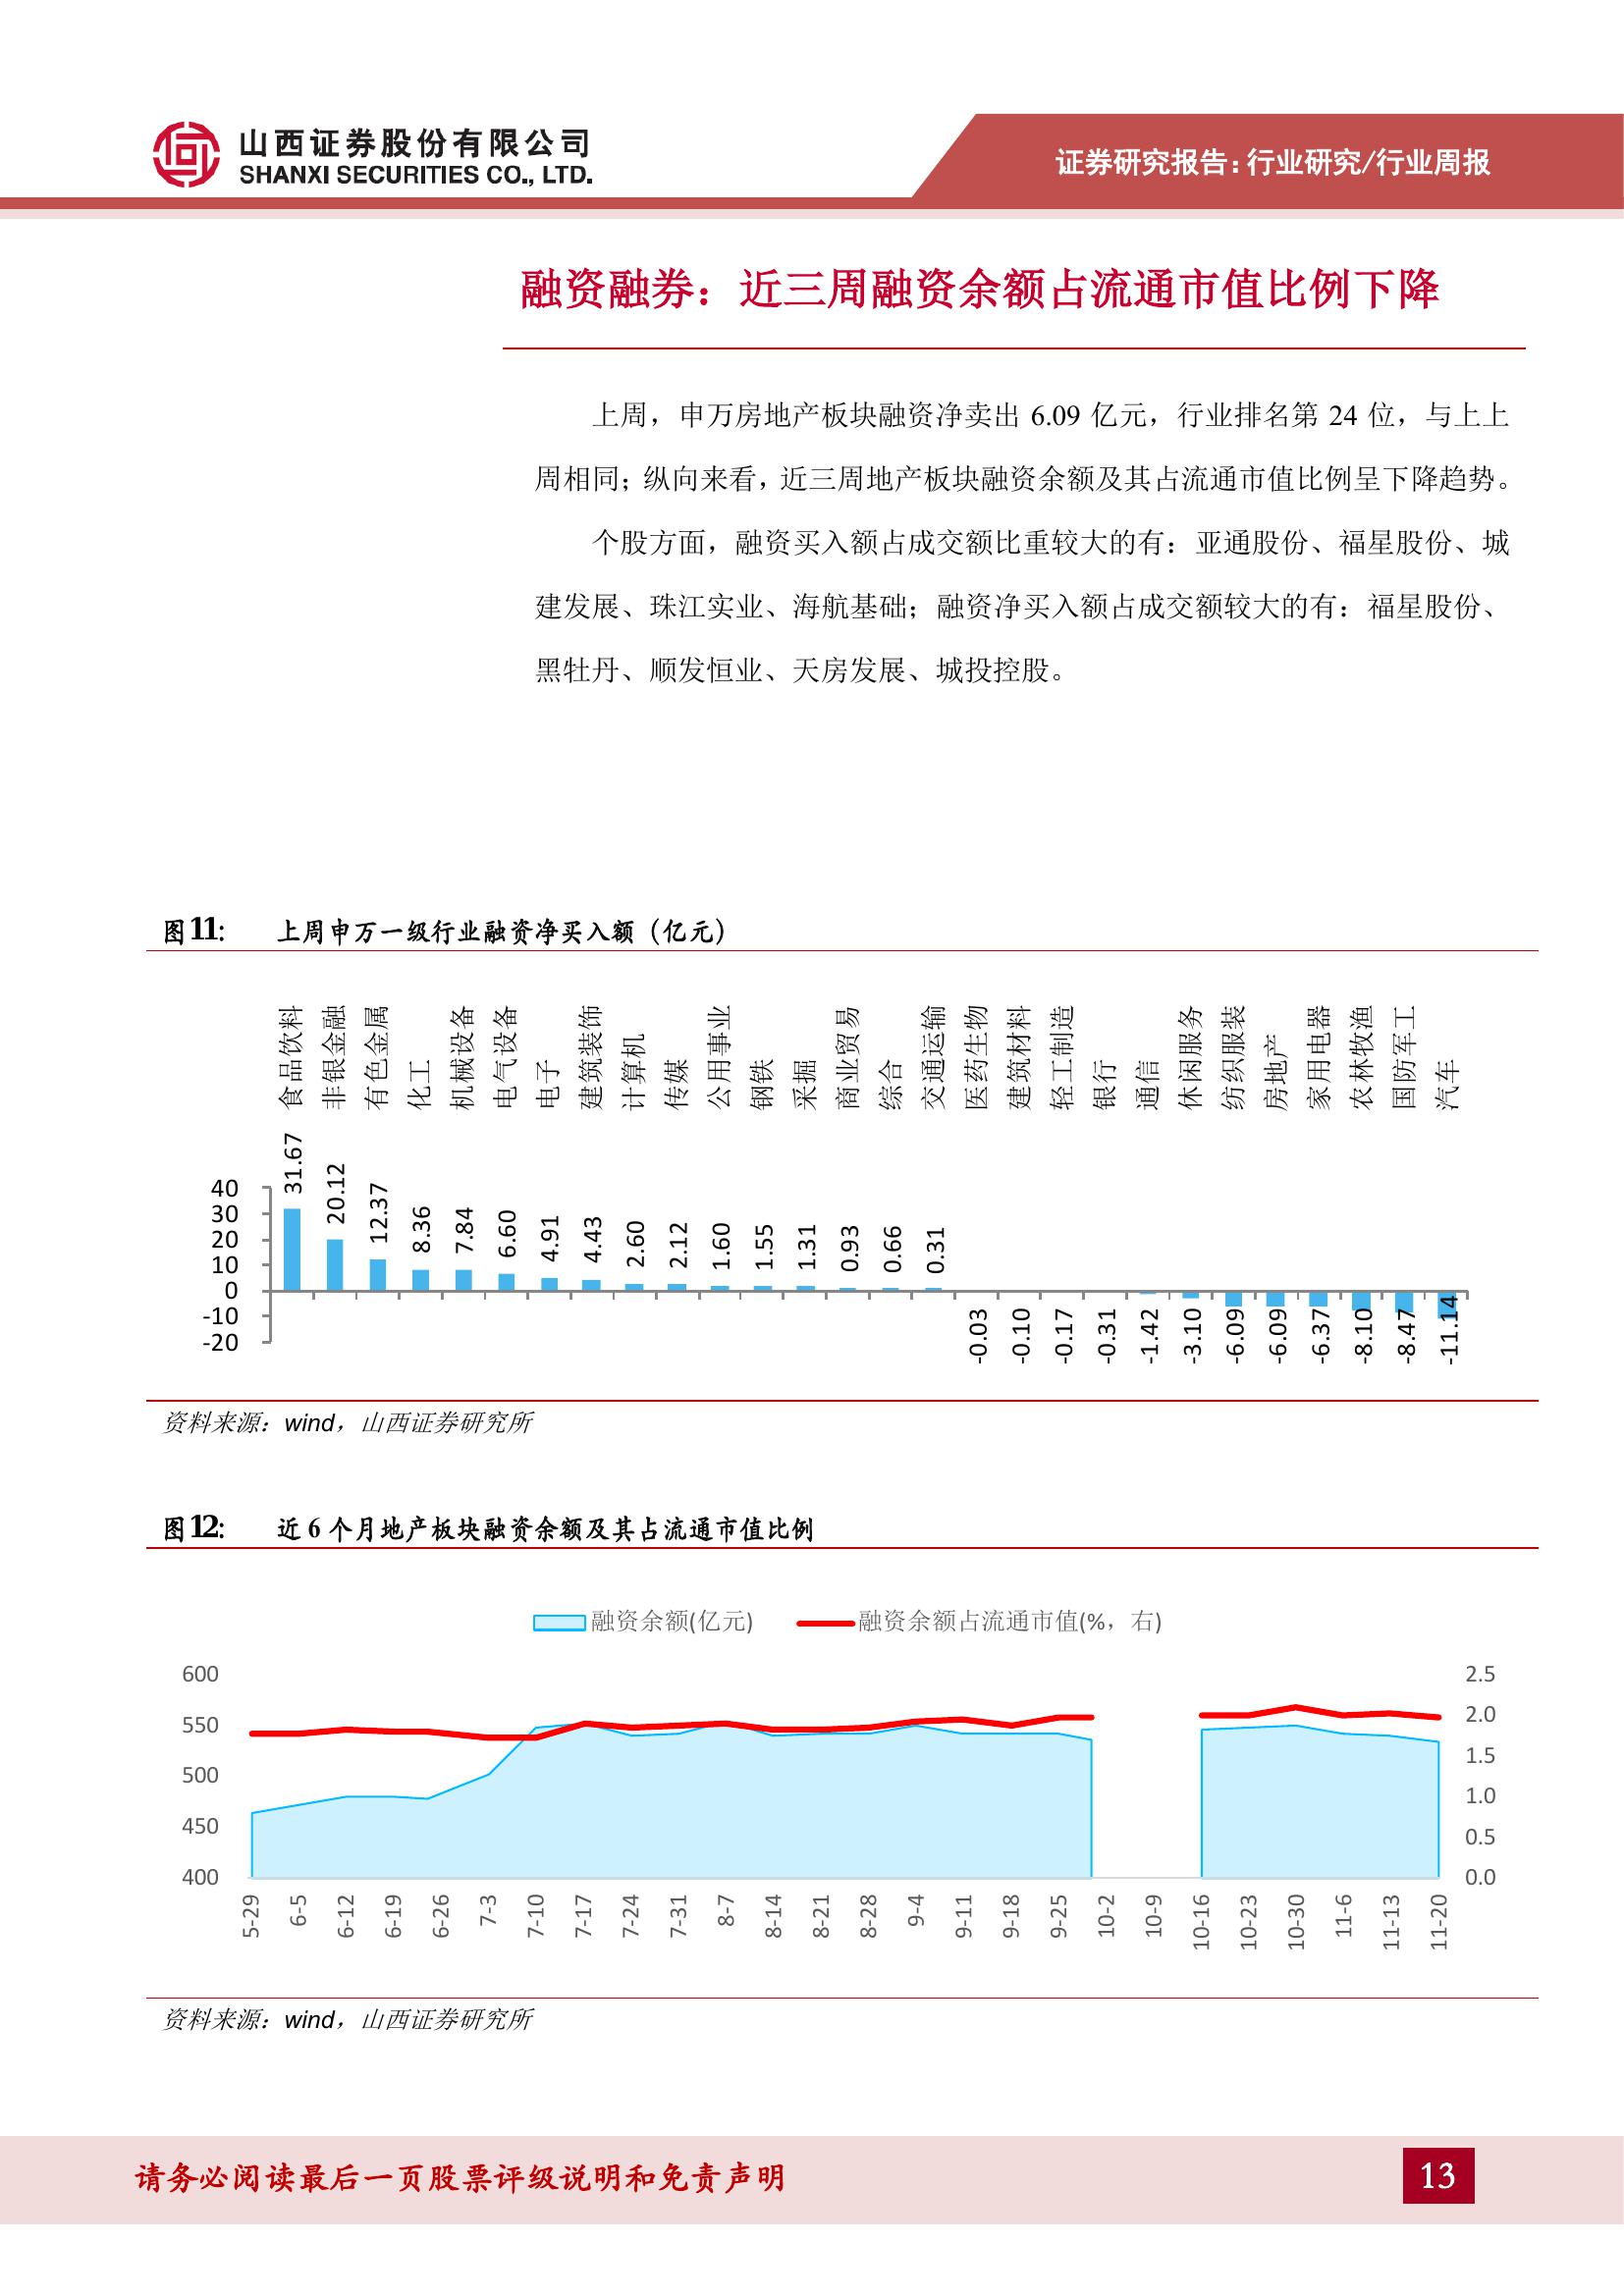 山西证券股份有限公司
SHANXI SECURITIES CO., LTD.
证券研究报告:行业研究/行业周报
融资融券：近三周融资余额占流通市值比例下降
上周，申万房地产板块融资净卖出 6.09 亿元，行业排名第 24 位，与上上
周相同；纵向来看，近三周地产板块融资余额及其占流通市值比例呈下降趋势。
个股方面，融资买入额占成交额比重较大的有：亚通股份、福星股份、城
建发展、珠江实业、海航基础；融资净买入额占成交额较大的有：福星股份、
黑牡丹、顺发恒业、天房发展、城投控股。
图11: 上周申万一级行业融资净买入额（亿元）
食品饮料
非银金融
有色金属
化工
机械设备
电气设备
电子
建筑装饰
计算机
传媒
公用事业
钢铁
采掘
商业贸易
综合
交通运输
医药生物
建筑材料
轻工制造
银行
通信
休闲服务
纺织服装
房地产
家用电器
农林牧渔
国防军工
汽车
31.67
20.12
12.37
8.36
7.84
6.60
4.91
4.43
2.60
2.12
1.60
1.55
1.31
0.93
0.66
0.31
-0.03
-0.10
-0.17
-0.31
-1.42
-3.10
-6.09
-6.09
-6.37
-8.10
-8.47
-11.14
40
30
20
10
0
-10
-20
资料来源：wind，山西证券研究所
图12: 近 6 个月地产板块融资余额及其占流通市值比例
融资余额(亿元) 融资余额占流通市值(%，右)
600
550
500
450
400
2.5
2.0
1.5
1.0
0.5
0.0
5-29
6-5
6-12
6-19
6-26
7-3
7-10
7-17
7-24
7-31
8-7
8-14
8-21
8-28
9-4
9-11
9-18
9-25
10-2
10-9
10-16
10-23
10-30
11-6
11-13
11-20
资料来源：wind，山西证券研究所
请务必阅读最后一页股票评级说明和免责声明
13